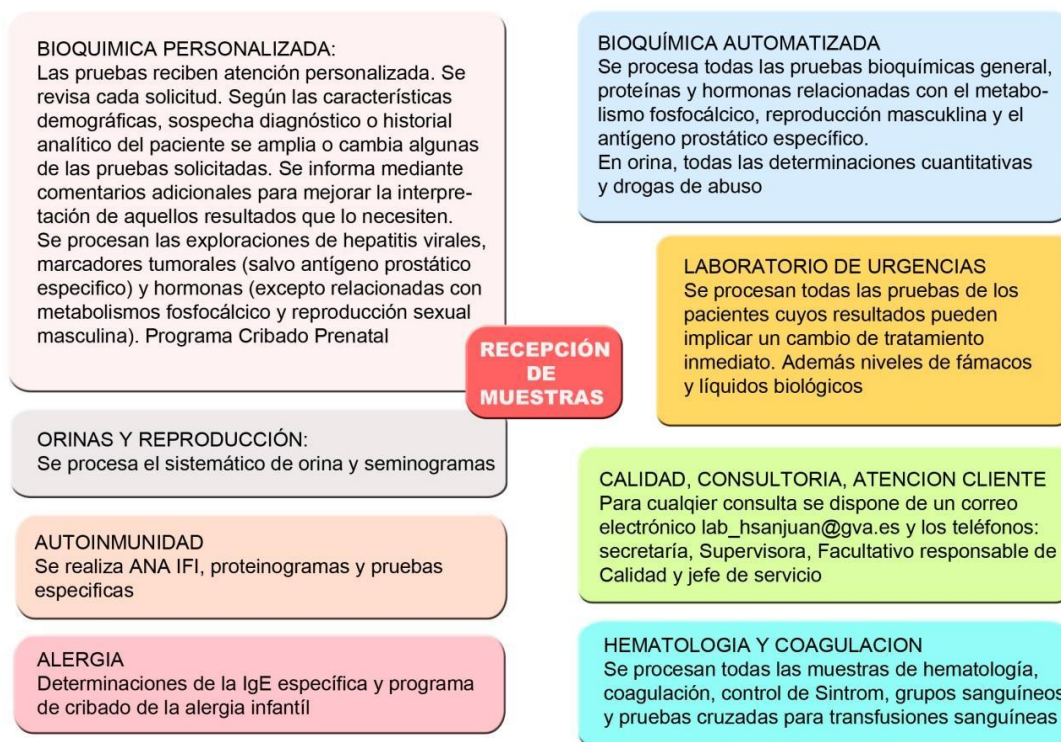 BIOQUIMICA PERSONALIZADA:
Las pruebas reciben atención personalizada. Se
revisa cada solicitud. Según las características
demográficas, sospecha diagnóstico o historial
analítico del paciente se amplia o cambia algunas
de las pruebas solicitadas. Se informa mediante
comentarios adicionales para mejorar la interpre-
tación de aquellos resultados que lo necesiten.
Se procesan las exploraciones de hepatitis virales,
marcadores tumorales (salvo antígeno prostático
especifico) y hormonas (excepto relacionadas con
metabolismos fosfocálcico y reproducción sexual
masculina). Programa Cribado Prenatal
ORINAS Y REPRODUCCIÓN:
Se procesa el sistemático de orina y seminogramas
AUTOINMUNIDAD
Se realiza ANA IFI, proteinogramas y pruebas
especificas
ALERGIA
Determinaciones de la IgE específica y programa
de cribado de la alergia infantíl
RECEPCIÓN
DE
MUESTRAS
BIOQUÍMICA AUTOMATIZADA
Se procesa todas las pruebas bioquímicas general,
proteínas y hormonas relacionadas con el metabo-
lismo fosfocálcico, reproducción mascuklina y el
antígeno prostático específico.
En orina, todas las determinaciones cuantitativas
y drogas de abuso
LABORATORIO DE URGENCIAS
Se procesan todas las pruebas de los
pacientes cuyos resultados pueden
implicar un cambio de tratamiento
inmediato. Además niveles de fámacos
y líquidos biológicos
CALIDAD, CONSULTORIA, ATENCION CLIENTE
Para cualqier consulta se dispone de un correo
electrónico lab_hsanjuan@gva.es y los teléfonos:
secretaría, Supervisora, Facultativo responsable de
Calidad y jefe de servicio
HEMATOLOGIA Y COAGULACION
Se procesan todas las muestras de hematología,
coagulación, control de Sintrom, grupos sanguíneos
y pruebas cruzadas para transfusiones sanguíneas